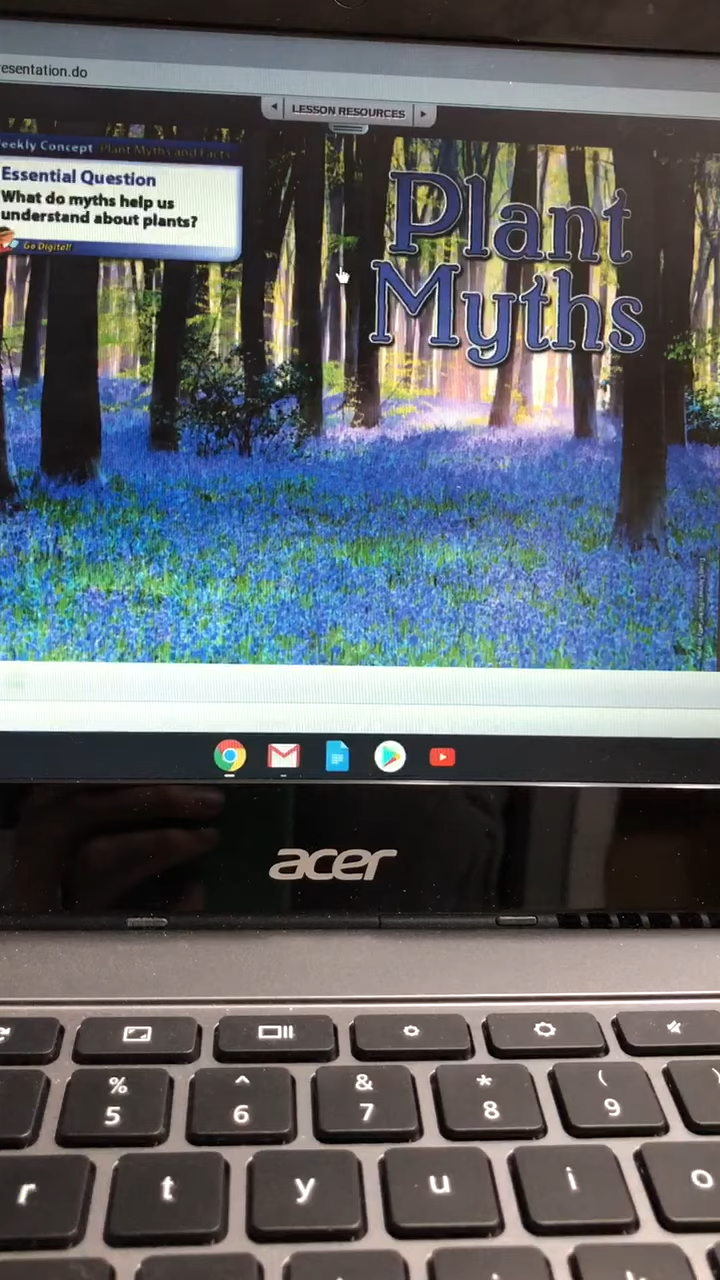 esentation.do
LESSON RESOURCES
eekly Concept Plant Myths and Facts
Essential Question
What do myths help us
understand about plants?
Go Digital!
Plant
Myths
acer
% ^ & * (
5 6 7 8 9
r t y u i o